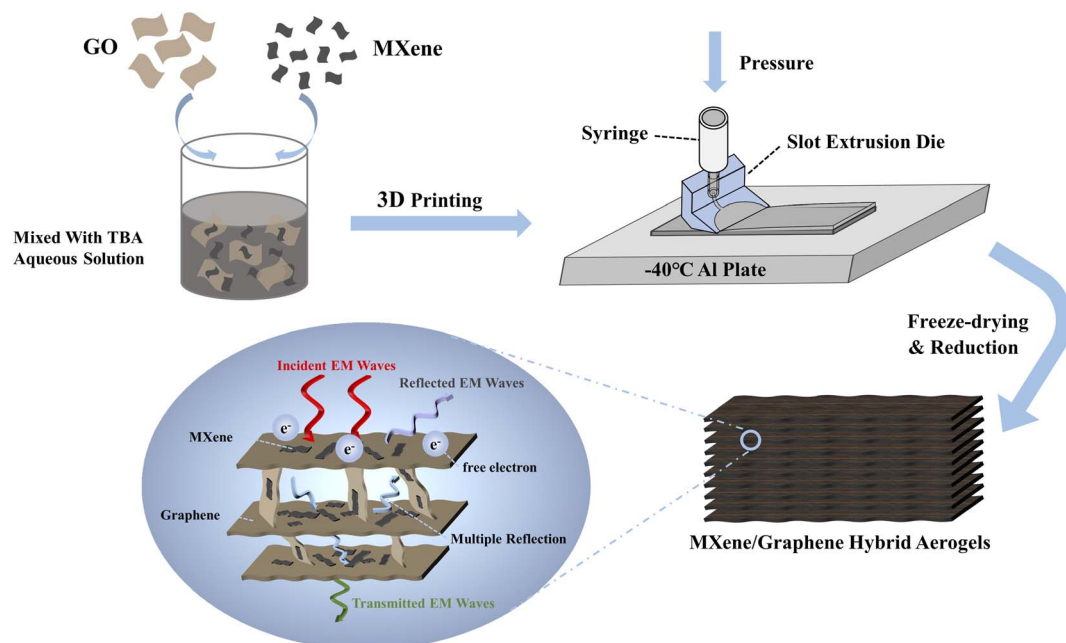 GO
MXene
Mixed With TBA
Aqueous Solution
3D Printing
Pressure
Syringe
Slot Extrusion Die
-40℃ Al Plate
Freeze-drying
& Reduction
MXene/Graphene Hybrid Aerogels
Incident EM Waves
Reflected EM Waves
e-
e-
e-
MXene
free electron
Graphene
Multiple Reflection
Transmitted EM Waves